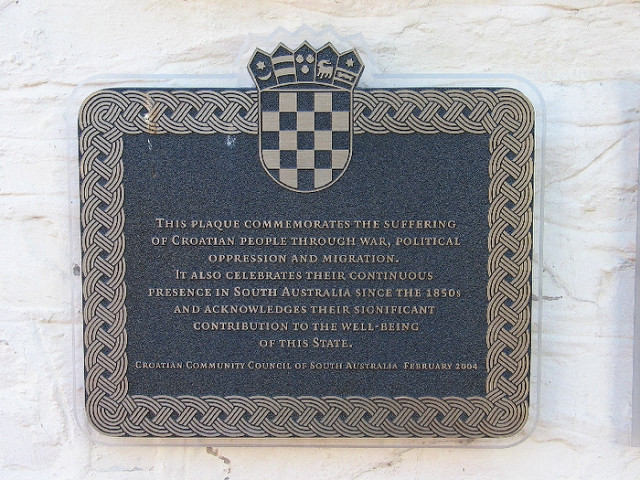 This plaque commemorates the suffering
of Croatian people through war, political
oppression and migration.
It also celebrates their continuous
presence in South Australia since the 1850s
and acknowledges their significant
contribution to the well-being
of this State.
Croatian Community Council of South Australia February 2004